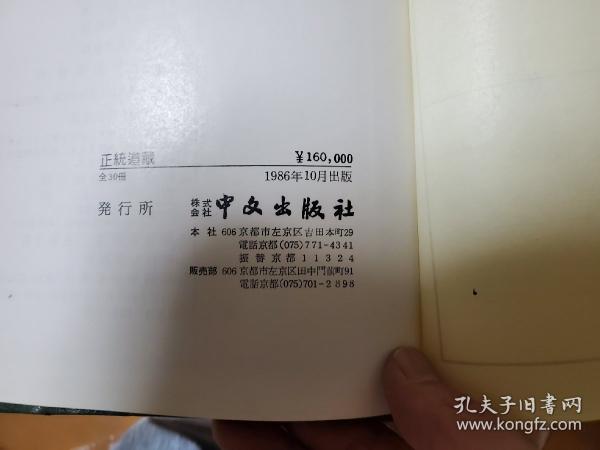 正統道蔵 ¥160,000
全30冊 1986年10月出版
発行所 株式会社 中文出版社
本社 606 京都市左京区吉田本町29
電話京都(075)771-4341
振替京都11324
販売部 606 京都市左京区田中門前町91
電話京都(075)701-2898
孔夫子旧书网
www.kongfz.com